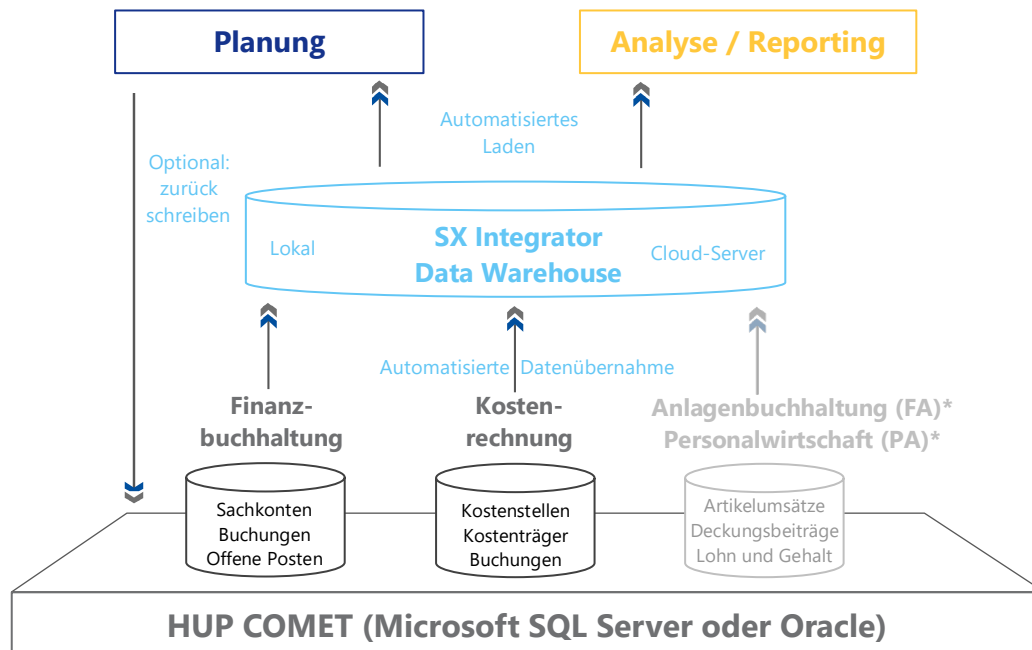 Planung
Analyse / Reporting
Automatisiertes
Laden
Optional:
zurück
schreiben
Lokal
SX Integrator
Data Warehouse
Cloud-Server
Automatisierte Datenübernahme
Finanz-
buchhaltung
Kosten-
rechnung
Anlagenbuchhaltung (FA)*
Personalwirtschaft (PA)*
Sachkonten
Buchungen
Offene Posten
Kostenstellen
Kostenträger
Buchungen
Artikelumsätze
Deckungsbeiträge
Lohn und Gehalt
HUP COMET (Microsoft SQL Server oder Oracle)